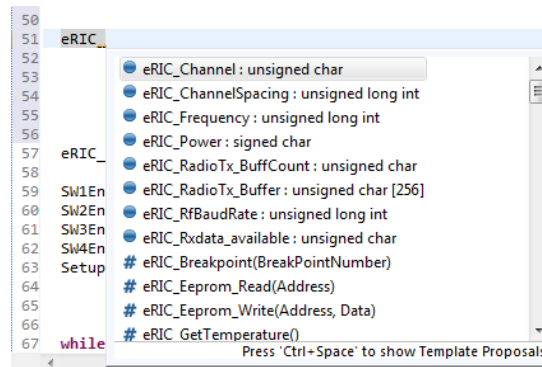 50
51 eRIC_
52
53
54
55
56
57 eRIC_
58
59 SW1En
60 SW2En
61 SW3En
62 SW4En
63 Setup
64
65
66
67 while
eRIC_Channel : unsigned char
eRIC_ChannelSpacing : unsigned long int
eRIC_Frequency : unsigned long int
eRIC_Power : signed char
eRIC_RadioTx_BuffCount : unsigned char
eRIC_RadioTx_Buffer : unsigned char [256]
eRIC_RfBaudRate : unsigned long int
eRIC_Rxdata_available : unsigned char
# eRIC_Breakpoint(BreakPointNumber)
# eRIC_Eeprom_Read(Address)
# eRIC_Eeprom_Write(Address, Data)
# eRIC_GetTemperature()
Press 'Ctrl+Space' to show Template Proposals